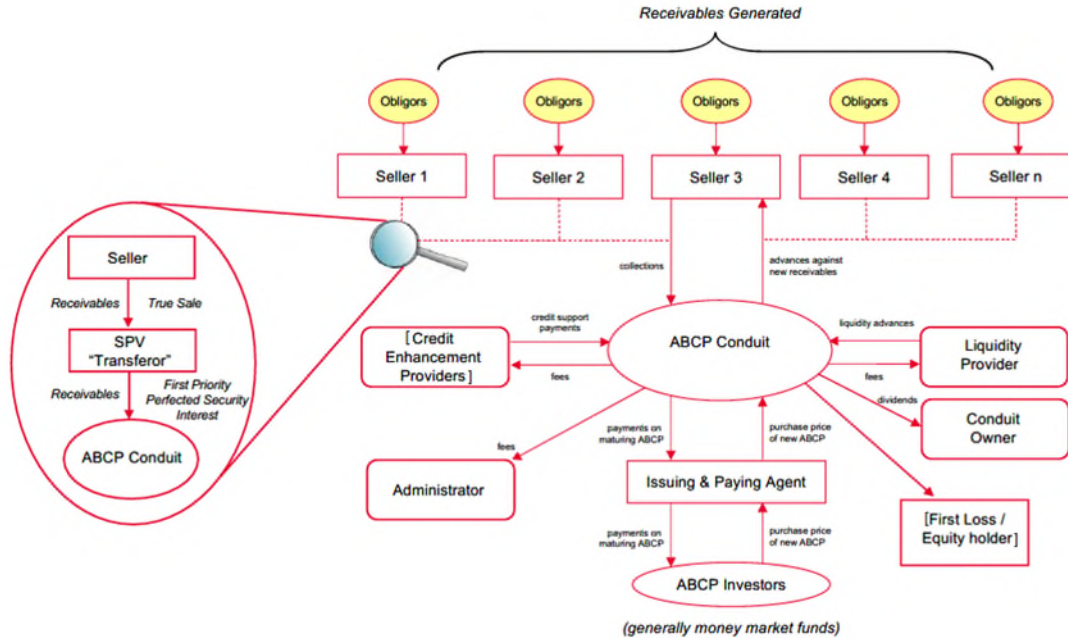 Receivables Generated
Obligors
Obligors
Obligors
Obligors
Obligors
Seller 1
Seller 2
Seller 3
Seller 4
Seller n
Seller
Receivables
True Sale
SPV
“Transferor”
Receivables
First Priority
Perfected Security
Interest
ABCP Conduit
collections
advances against
new receivables
credit support
payments
[Credit
Enhancement
Providers]
fees
ABCP Conduit
liquidity advances
fees
Liquidity
Provider
dividends
Conduit
Owner
fees
Administrator
payments on
maturing ABCP
purchase price
of new ABCP
Issuing & Paying Agent
[First Loss /
Equity holder]
payments on
maturing ABCP
purchase price
of new ABCP
ABCP Investors
(generally money market funds)